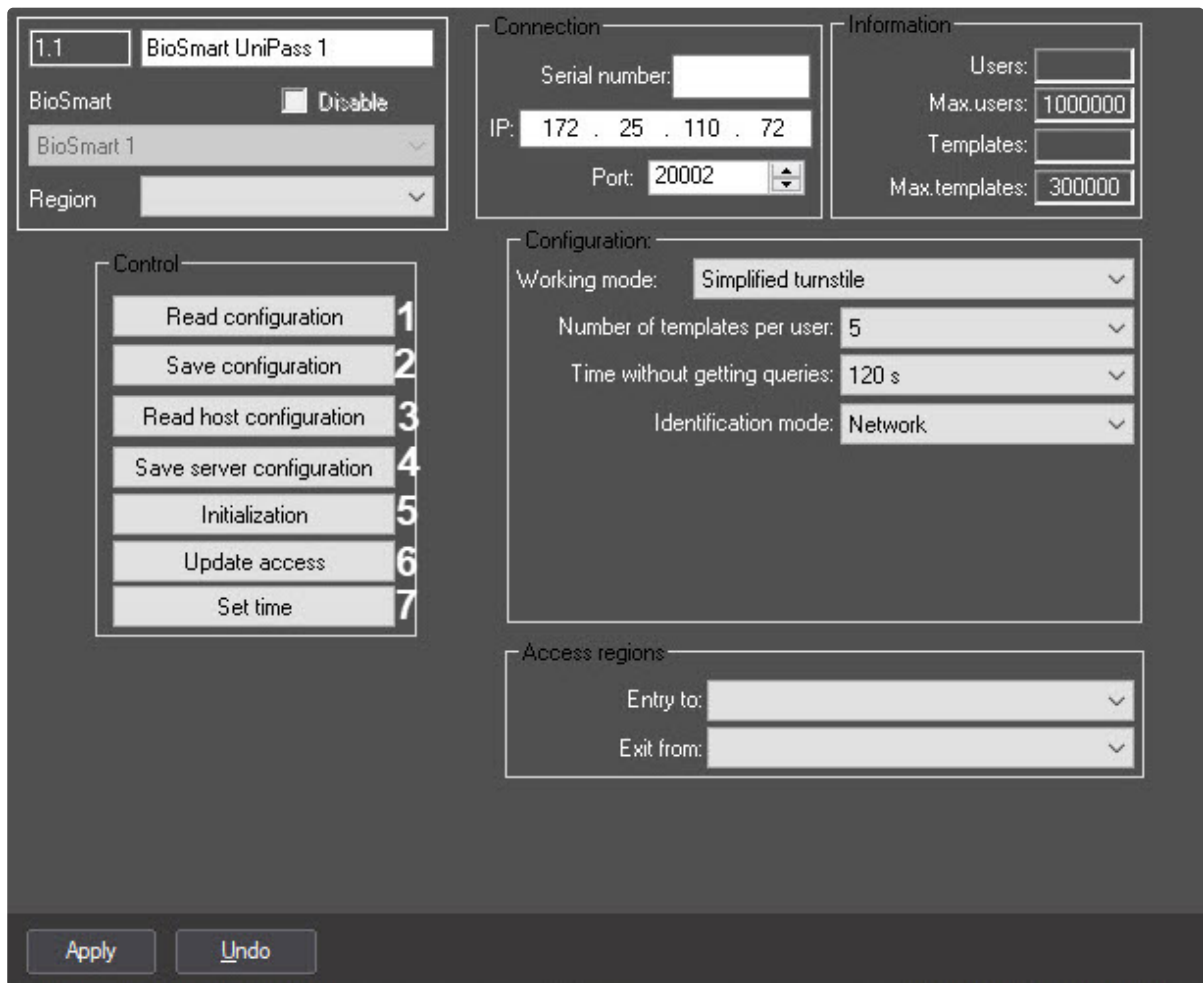 1.1 BioSmart UniPass 1
BioSmart Disable
BioSmart 1
Region
Connection
Serial number:
IP: 172 . 25 . 110 . 72
Port: 20002
Information
Users:
Max.users: 1000000
Templates:
Max.templates: 300000
Control
Read configuration 1
Save configuration 2
Read host configuration 3
Save server configuration 4
Initialization 5
Update access 6
Set time 7
Configuration:
Working mode: Simplified turnstile
Number of templates per user: 5
Time without getting queries: 120 s
Identification mode: Network
Access regions
Entry to:
Exit from:
Apply Undo